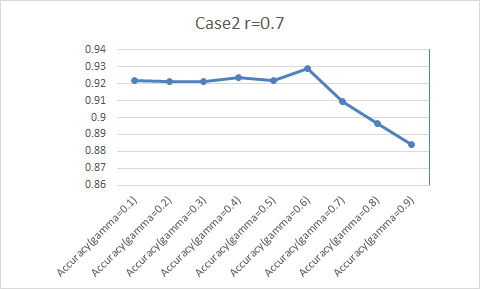 Case2 r=0.7
0.94
0.93
0.92
0.91
0.9
0.89
0.88
0.87
0.86
Accuracy(gamma=0.1)
Accuracy(gamma=0.2)
Accuracy(gamma=0.3)
Accuracy(gamma=0.4)
Accuracy(gamma=0.5)
Accuracy(gamma=0.6)
Accuracy(gamma=0.7)
Accuracy(gamma=0.8)
Accuracy(gamma=0.9)